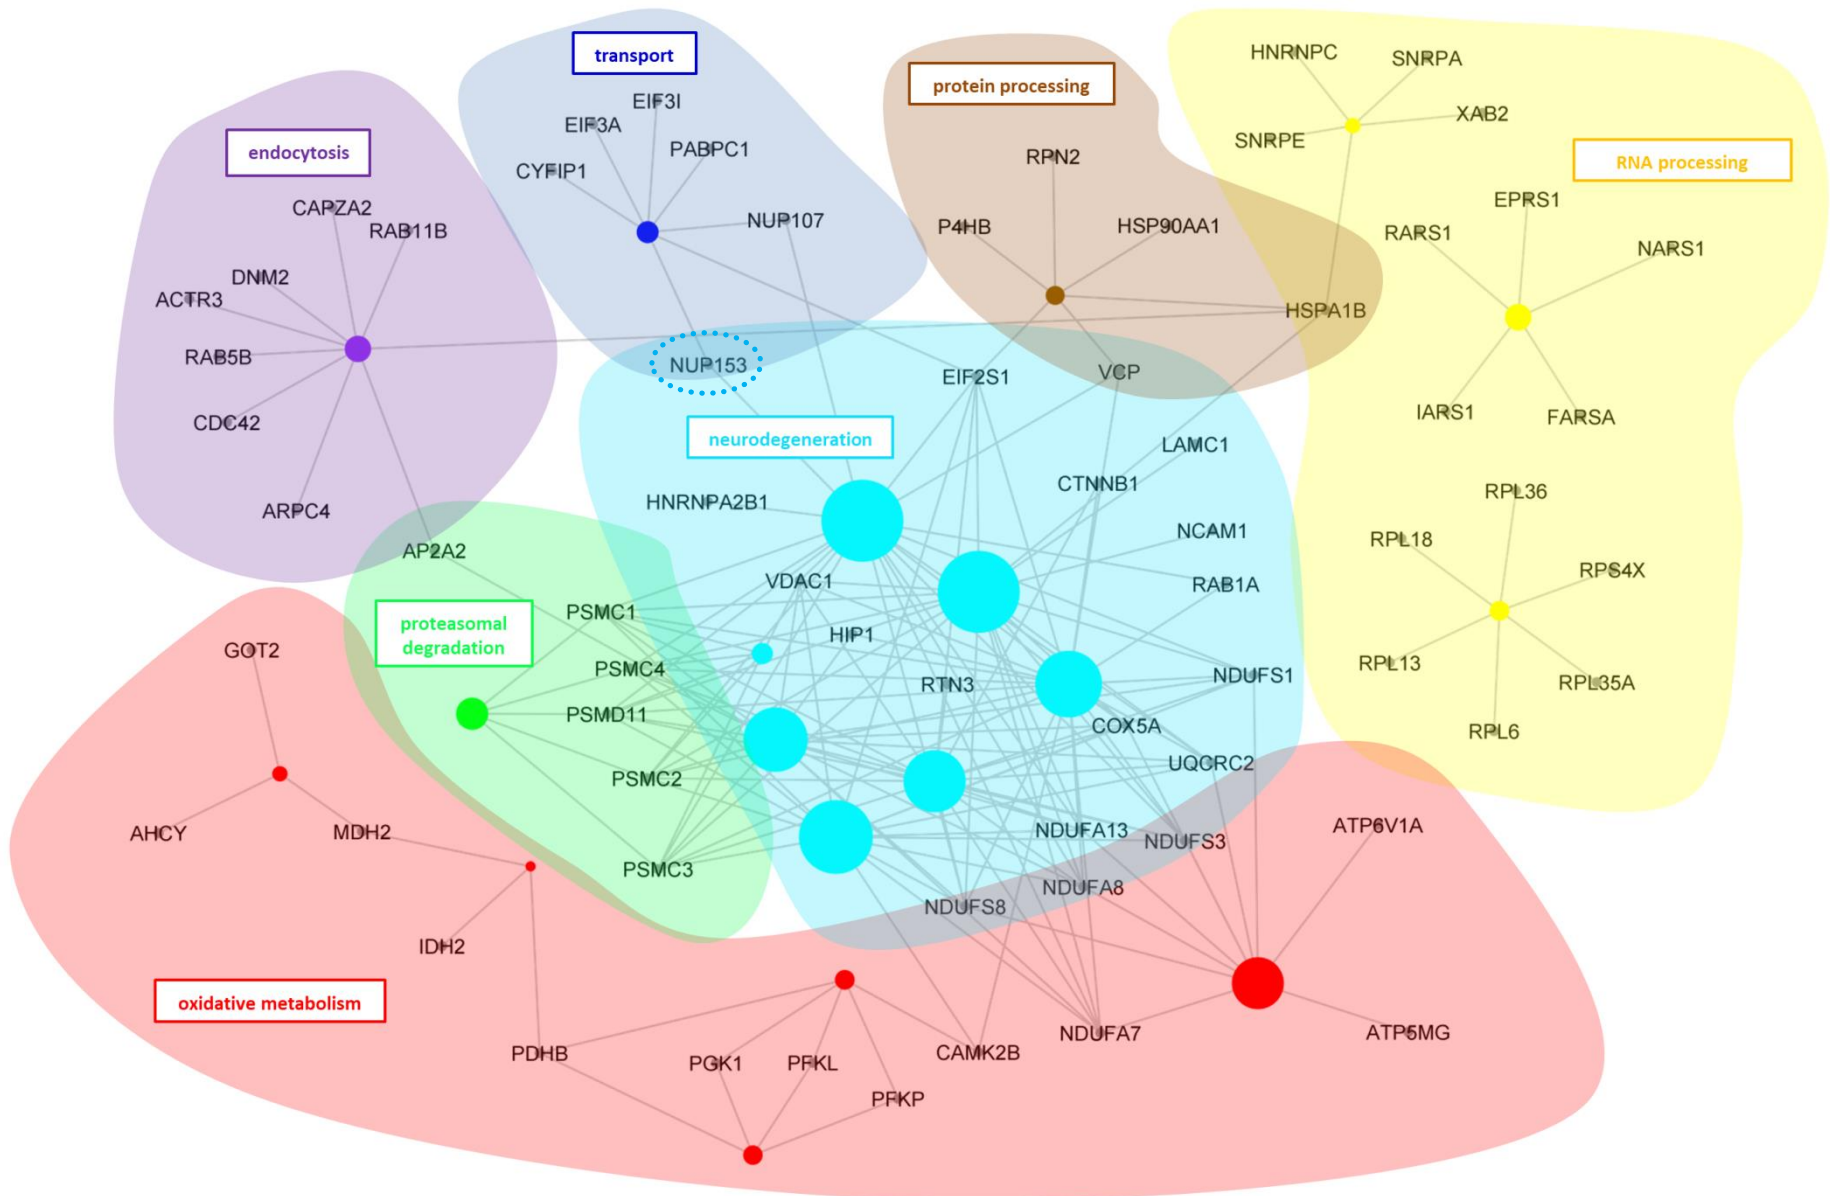 transport
EIF3I
EIF3A
PABPC1
CYFIP1
NUP107
NUP153
endocytosis
CAPZA2
RAB11B
DNM2
ACTR3
RAB5B
CDC42
ARPC4
AP2A2
protein processing
RPN2
P4HB
HSP90AA1
HSPA1B
VCP
HNRNPC
SNRPA
XAB2
SNRPE
RNA processing
EPRS1
RARS1
NARS1
IARS1
FARSA
RPL36
RPL18
RPS4X
RPL13
RPL35A
RPL6
EIF2S1
neurodegeneration
LAMC1
CTNNB1
HNRNPA2B1
NCAM1
VDAC1
RAB1A
HIP1
RTN3
NDUFS1
COX5A
UQCRC2
NDUFA13
NDUFS3
NDUFA8
NDUFS8
proteasomal
degradation
PSMC1
PSMC4
PSMD11
PSMC2
PSMC3
GOT2
AHCY
MDH2
IDH2
oxidative metabolism
PDHB
PGK1
PFKL
PFKP
CAMK2B
NDUFA7
ATP6V1A
ATP5MG